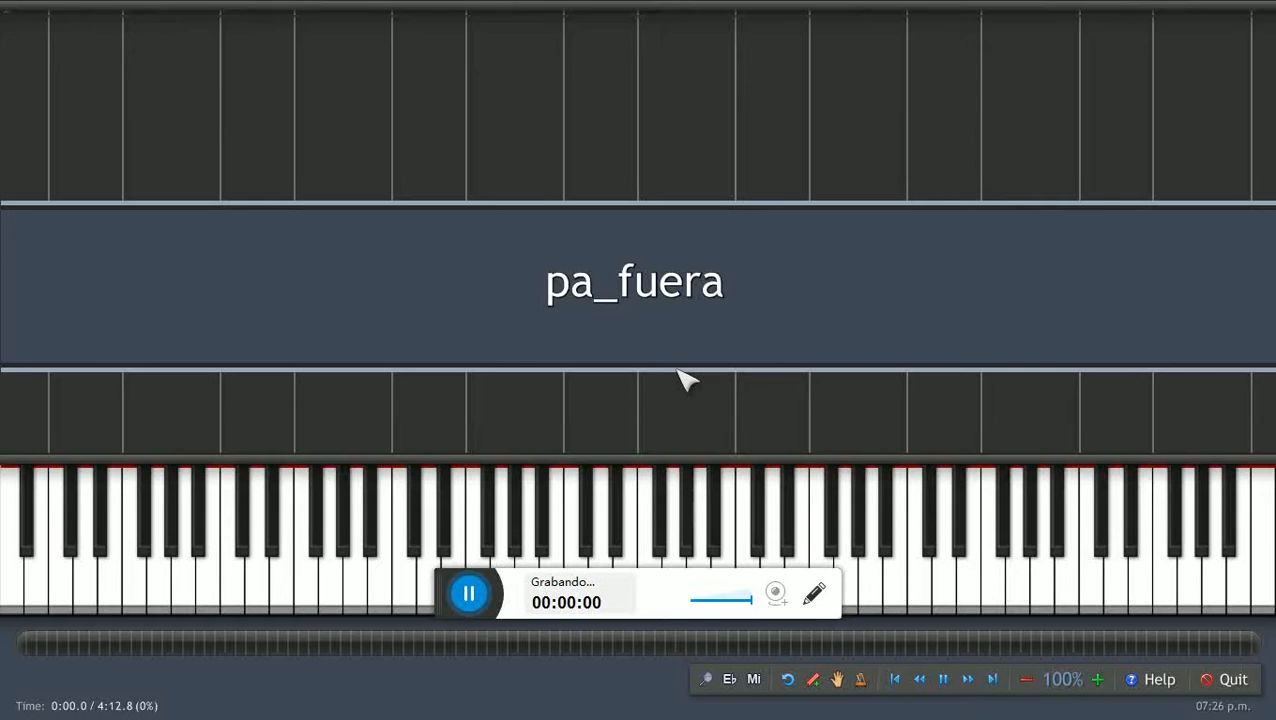 pa_fuera
Grabando...
00:00:00
E♭ Mi 100% Help Quit
Time: 0:00.0 / 4:12.8 (0%)
07:26 p.m.